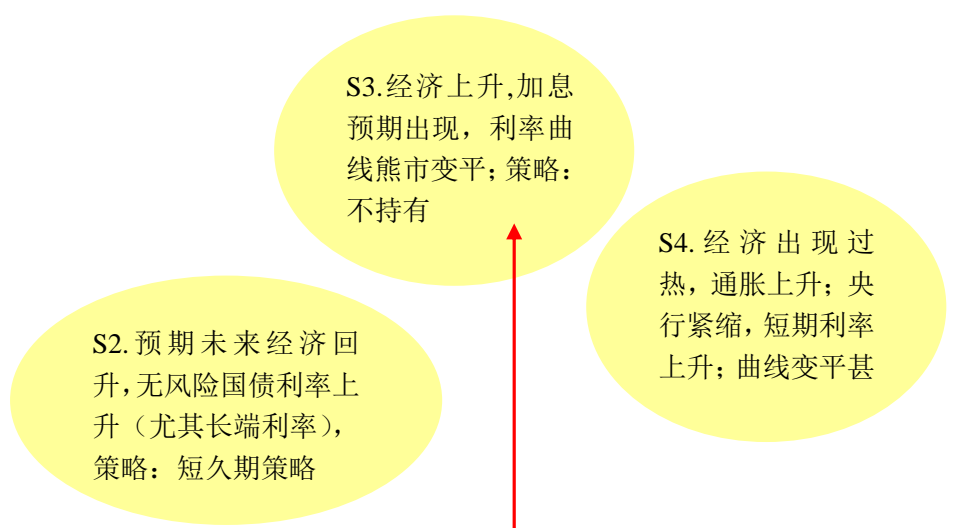 S3.经济上升,加息
预期出现，利率曲
线熊市变平；策略：
不持有
S4.经济出现过
热，通胀上升；央
行紧缩，短期利率
上升；曲线变平甚
S2.预期未来经济回
升,无风险国债利率上
升（尤其长端利率），
策略：短久期策略